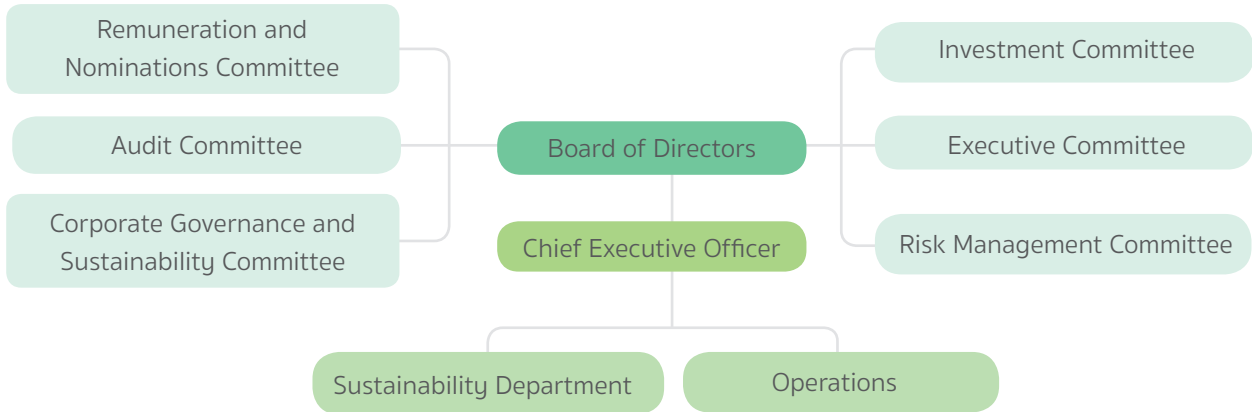 Remuneration and
Nominations Committee
Audit Committee
Corporate Governance and
Sustainability Committee
Board of Directors
Chief Executive Officer
Investment Committee
Executive Committee
Risk Management Committee
Sustainability Department
Operations